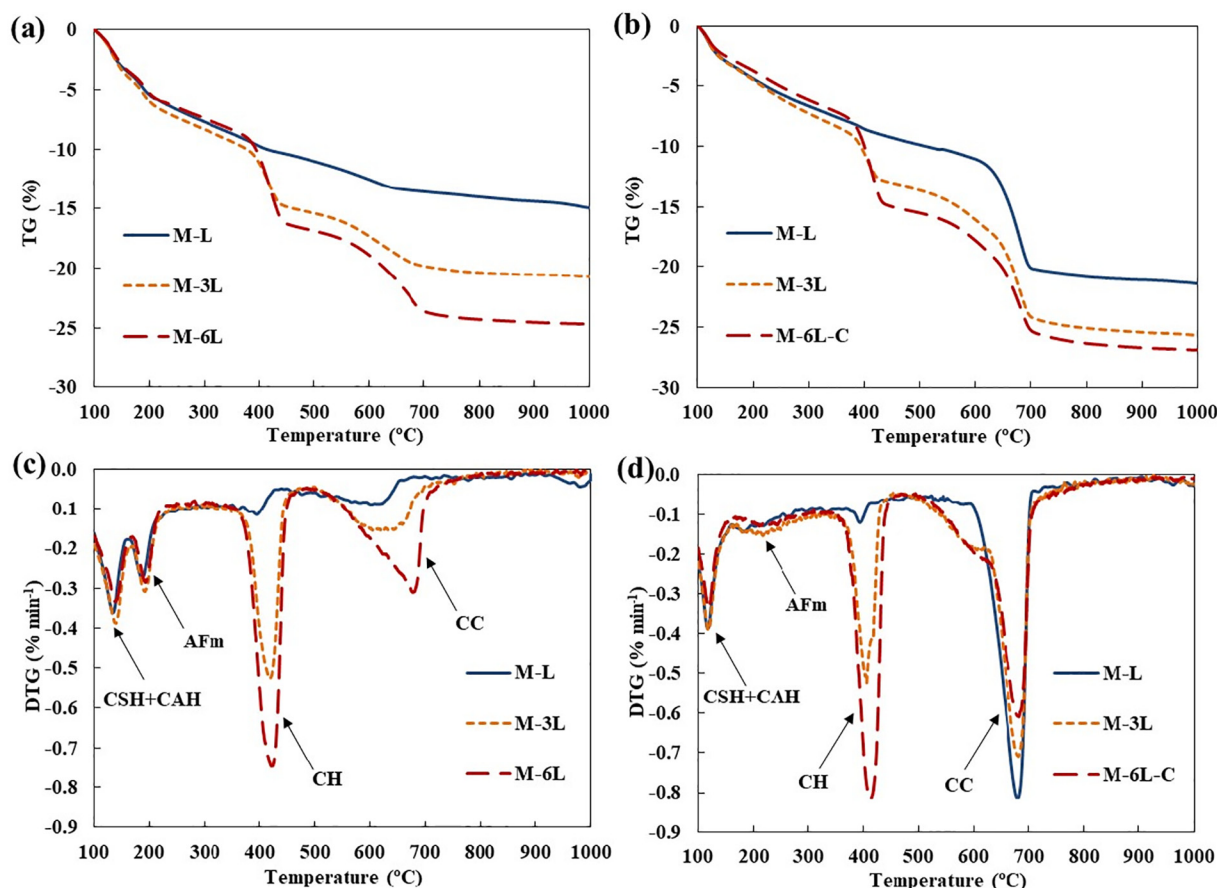 (a)
0
-5
-10
-15
-20
-25
-30
TG (%)
M-L
M-3L
M-6L
100 200 300 400 500 600 700 800 900 1000
Temperature (ºC)
(b)
0
-5
-10
-15
-20
-25
-30
TG (%)
M-L
M-3L
M-6L-C
100 200 300 400 500 600 700 800 900 1000
Temperature (ºC)
(c)
0.0
0.1
-0.2
-0.3
-0.4
-0.5
-0.6
-0.7
-0.8
-0.9
DTG (% min-1)
AFm
CC
CSH+CAH
CH
M-L
M-3L
M-6L
100 200 300 400 500 600 700 800 900 1000
Temperature (ºC)
(d)
0.0
-0.1
-0.2
-0.3
-0.4
-0.5
-0.6
-0.7
-0.8
-0.9
DTG (% min-1)
AFm
CSH+CAH
CH
CC
M-L
M-3L
M-6L-C
100 200 300 400 500 600 700 800 900 1000
Temperature (ºC)